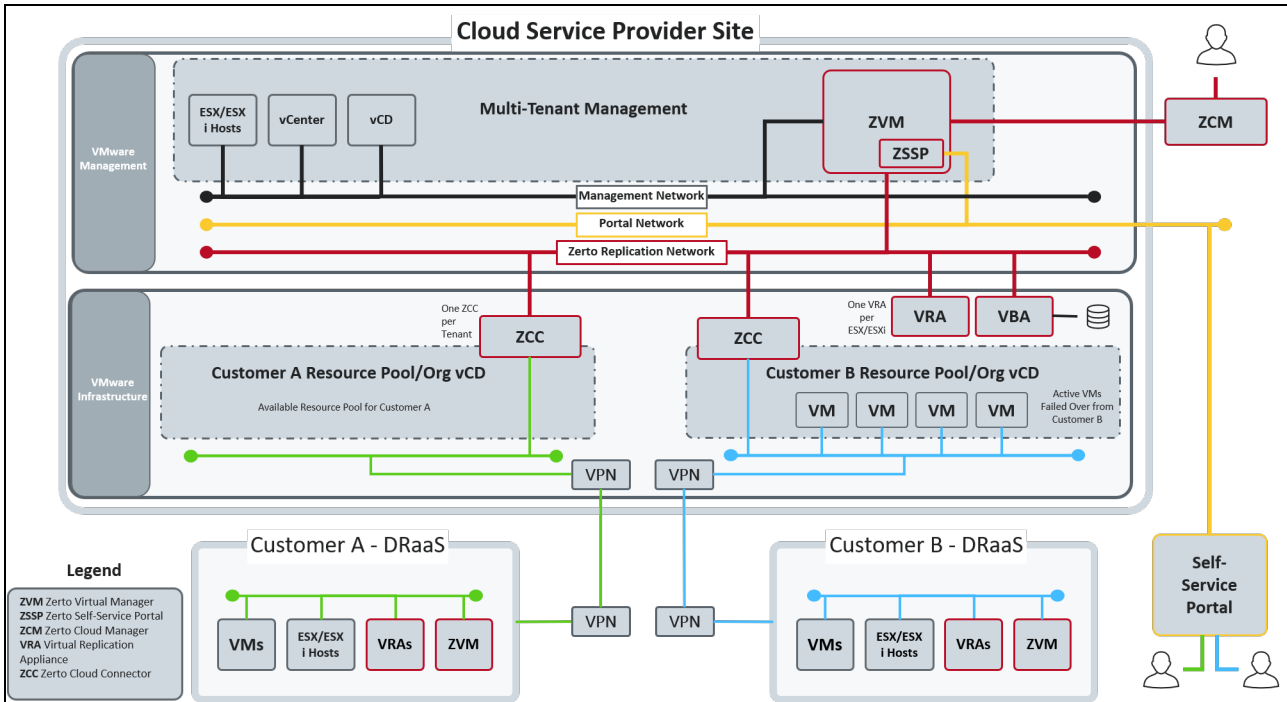 Cloud Service Provider Site
VMware
Management
ESX/ESX
i Hosts
vCenter
vCD
Multi-Tenant Management
ZVM
ZSSP
ZCM
Management Network
Portal Network
Zerto Replication Network
VMware
Infrastructure
One ZCC
per
Tenant
ZCC
ZCC
One VRA
per
ESX/ESXi
VRA
VBA
Customer A Resource Pool/Org vCD
Available Resource Pool for Customer A
Customer B Resource Pool/Org vCD
VM
VM
VM
VM
Active VMs
Failed Over from
Customer B
VPN
VPN
Customer A - DRaaS
VMs
ESX/ESX
i Hosts
VRAs
ZVM
VPN
VPN
Customer B - DRaaS
VMs
ESX/ESX
i Hosts
VRAs
ZVM
Self-
Service
Portal
Legend
ZVM Zerto Virtual Manager
ZSSP Zerto Self-Service Portal
ZCM Zerto Cloud Manager
VRA Virtual Replication
Appliance
ZCC Zerto Cloud Connector